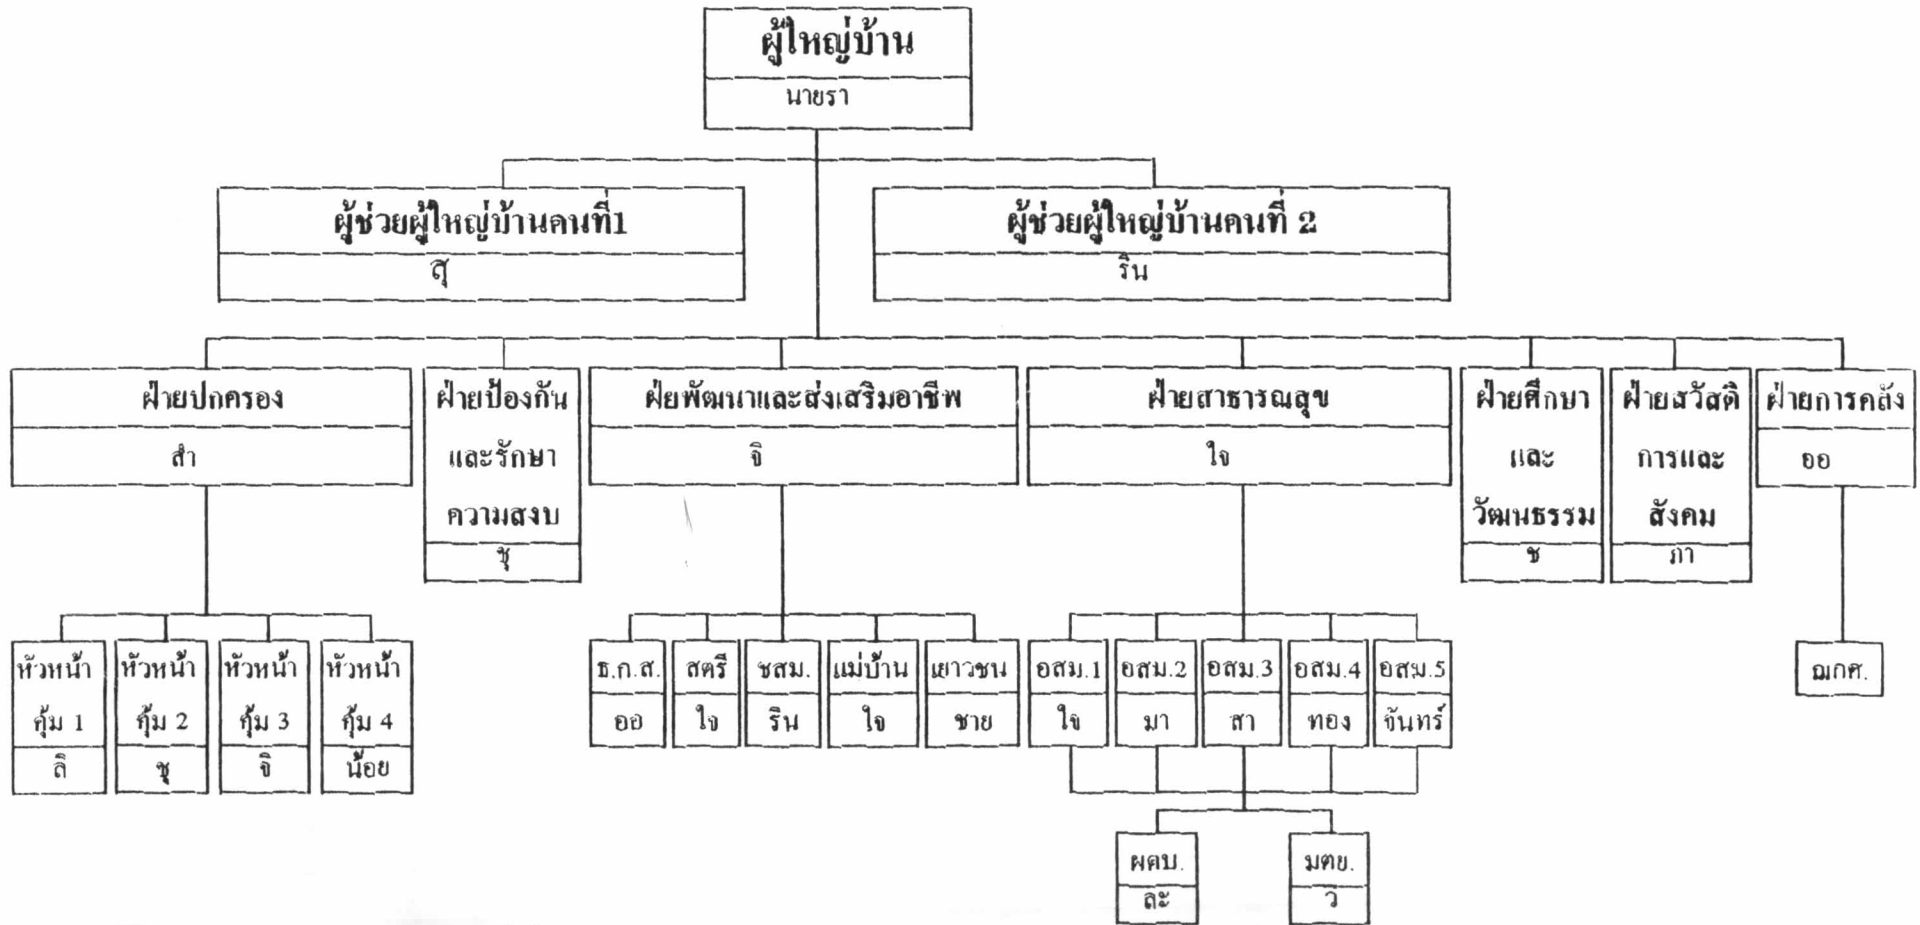 ผู้ใหญ่บ้าน
นายรา
ผู้ช่วยผู้ใหญ่บ้านคนที่1
สุ
ผู้ช่วยผู้ใหญ่บ้านคนที่ 2
ริน
ฝ่ายปกครอง
สำ
ฝ่ายป้องกัน
และรักษา
ความสงบ
ชุ
ฝ่ยพัฒนาและส่งเสริมอาชีพ
จิ
ฝ่ายสาธารณสุข
ใจ
ฝ่ายศึกษา
และ
วัฒนธรรม
ช
ฝ่ายสวัสดิ
การและ
สังคม
ภา
ฝ่ายการคลัง
ออ
หัวหน้า
คุ้ม 1
ลิ
หัวหน้า
คุ้ม 2
ชุ
หัวหน้า
คุ้ม 3
จิ
หัวหน้า
คุ้ม 4
น้อย
ธ.ก.ส.
ออ
สตรี
ใจ
ชสม.
ริน
แม่บ้าน
ใจ
เยาวชน
ชาย
อสม.1
ใจ
อสม.2
มา
อสม.3
สา
อสม.4
ทอง
อสม.5
จันทร์
ฌกศ.
ผคบ.
ละ
มตย.
ว